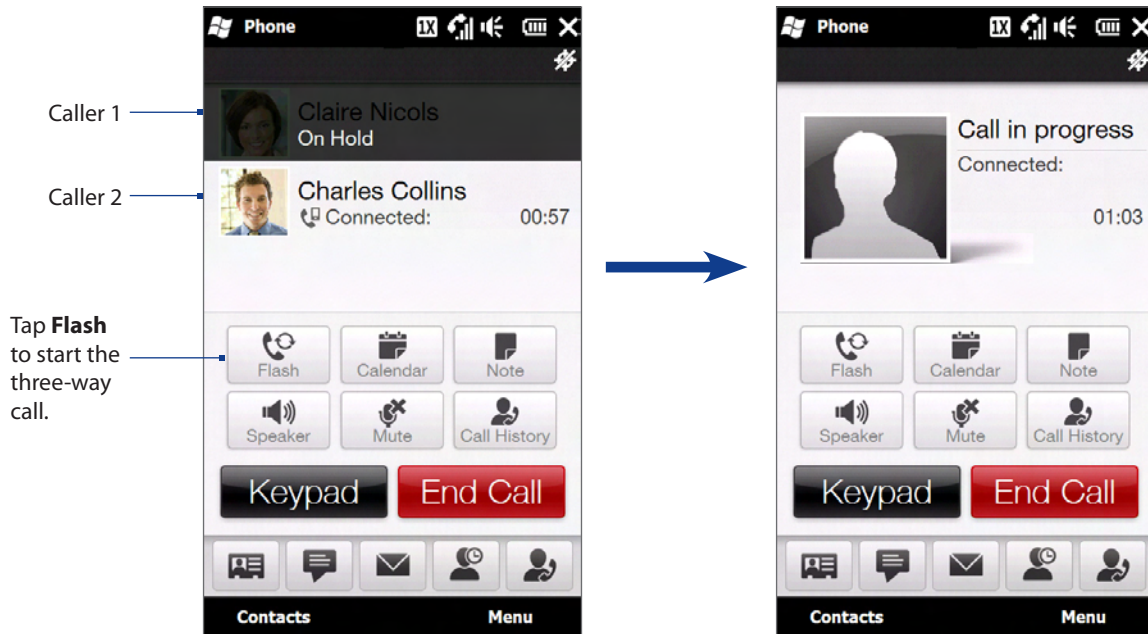 Phone
1X
Caller 1
Claire Nicols
On Hold
Caller 2
Charles Collins
Connected:
00:57
Tap Flash
to start the
three-way
call.
Flash
Calendar
Note
Speaker
Mute
Call History
Keypad
End Call
Contacts
Menu
Phone
1X
Call in progress
Connected:
01:03
Flash
Calendar
Note
Speaker
Mute
Call History
Keypad
End Call
Contacts
Menu